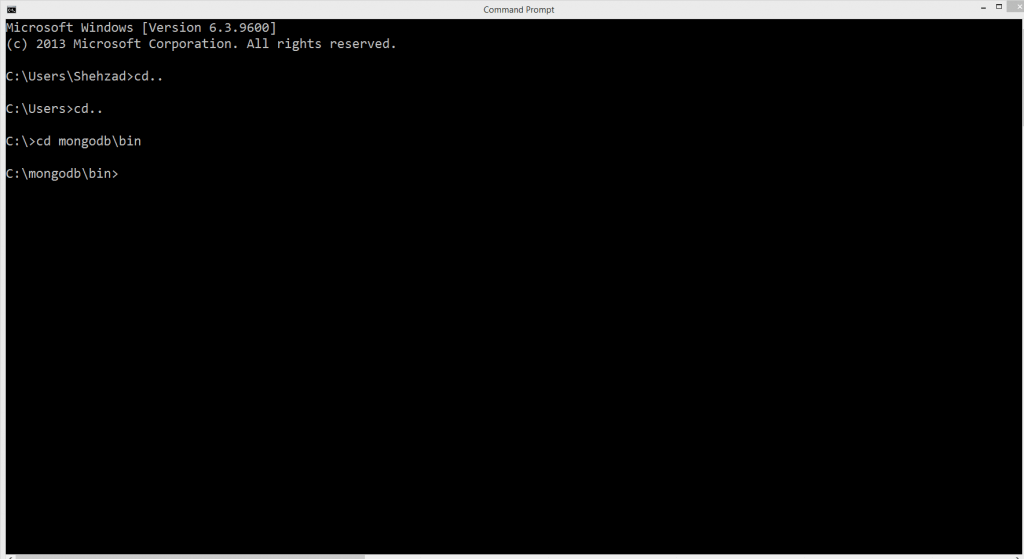 Command Prompt
Microsoft Windows [Version 6.3.9600]
(c) 2013 Microsoft Corporation. All rights reserved.
C:\Users\Shehzad>cd..
C:\Users>cd..
C:\>cd mongodb\bin
C:\mongodb\bin>